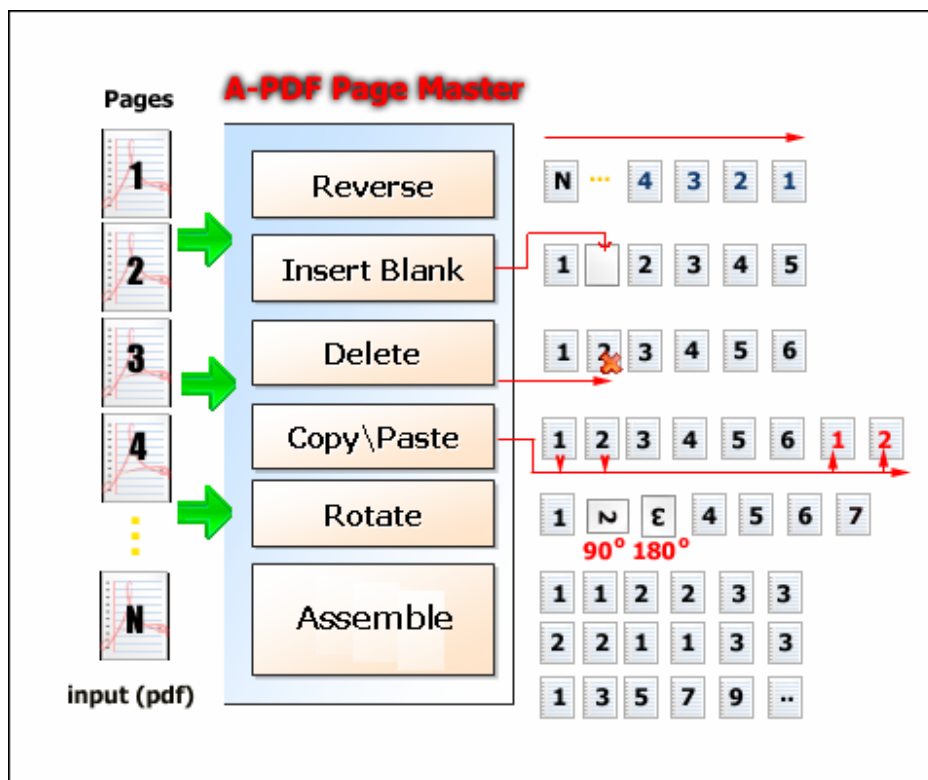 A-PDF Page Master
Pages
1
2
3
4
N
input (pdf)
Reverse
N ... 4 3 2 1
Insert Blank
1 2 3 4 5
Delete
1 2 3 4 5 6
Copy\Paste
1 2 3 4 5 6 1 2
Rotate
1 2 3 4 5 6 7
90° 180°
Assemble
1 1 2 2 3 3
2 2 1 1 3 3
1 3 5 7 9 ..